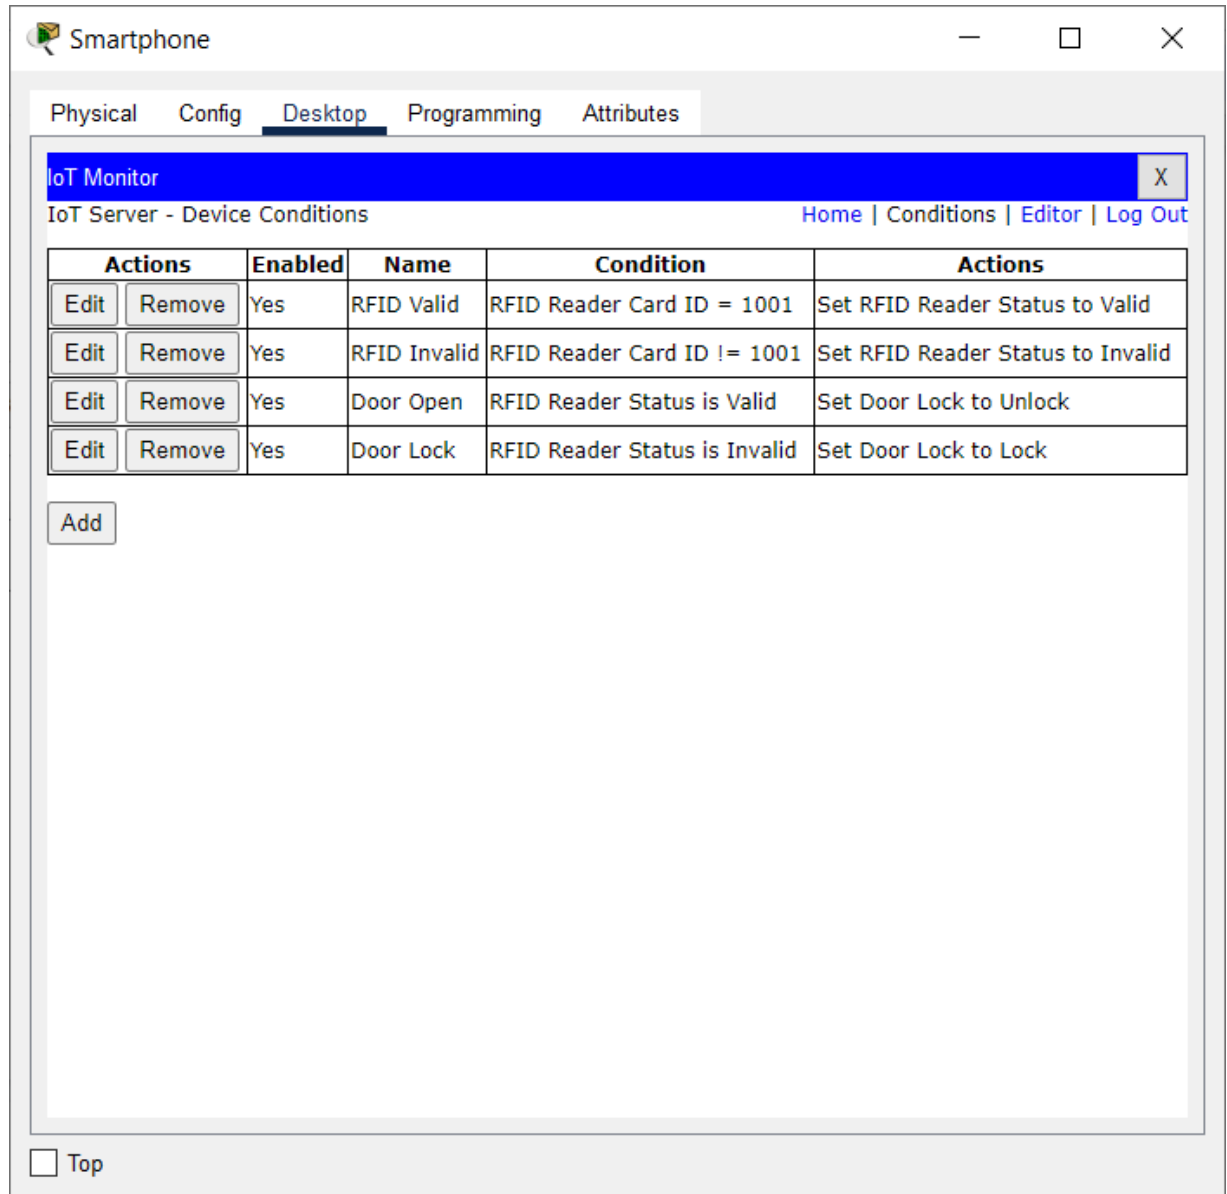 Smartphone
Physical Config Desktop Programming Attributes
IoT Monitor X
IoT Server - Device Conditions Home | Conditions | Editor | Log Out
Actions Enabled Name Condition Actions
Edit Remove Yes RFID Valid RFID Reader Card ID = 1001 Set RFID Reader Status to Valid
Edit Remove Yes RFID Invalid RFID Reader Card ID != 1001 Set RFID Reader Status to Invalid
Edit Remove Yes Door Open RFID Reader Status is Valid Set Door Lock to Unlock
Edit Remove Yes Door Lock RFID Reader Status is Invalid Set Door Lock to Lock
Add
Top